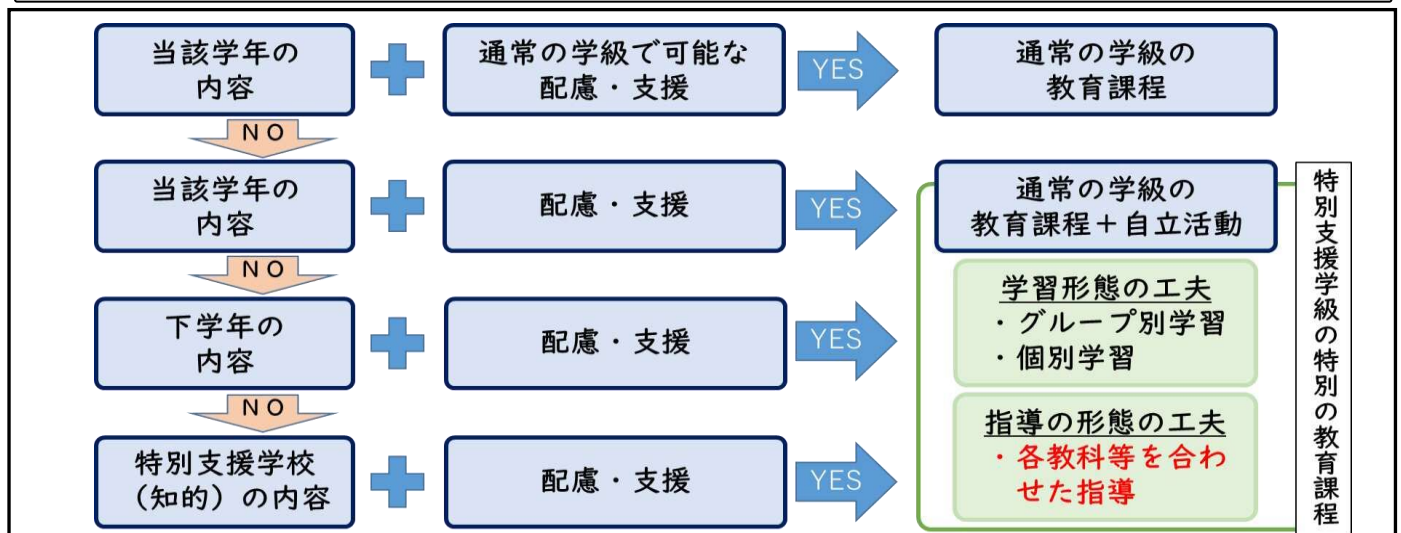 当該学年の
内容
通常の学級で可能な
配慮・支援
YES
通常の学級の
教育課程
NO
当該学年の
内容
配慮・支援
YES
通常の学級の
教育課程+自立活動
NO
下学年の
内容
配慮・支援
YES
学習形態の工夫
・グループ別学習
・個別学習
NO
特別支援学校
(知的)の内容
配慮・支援
YES
指導の形態の工夫
・各教科等を合わ
せた指導
特別支援学級の特別の教育課程